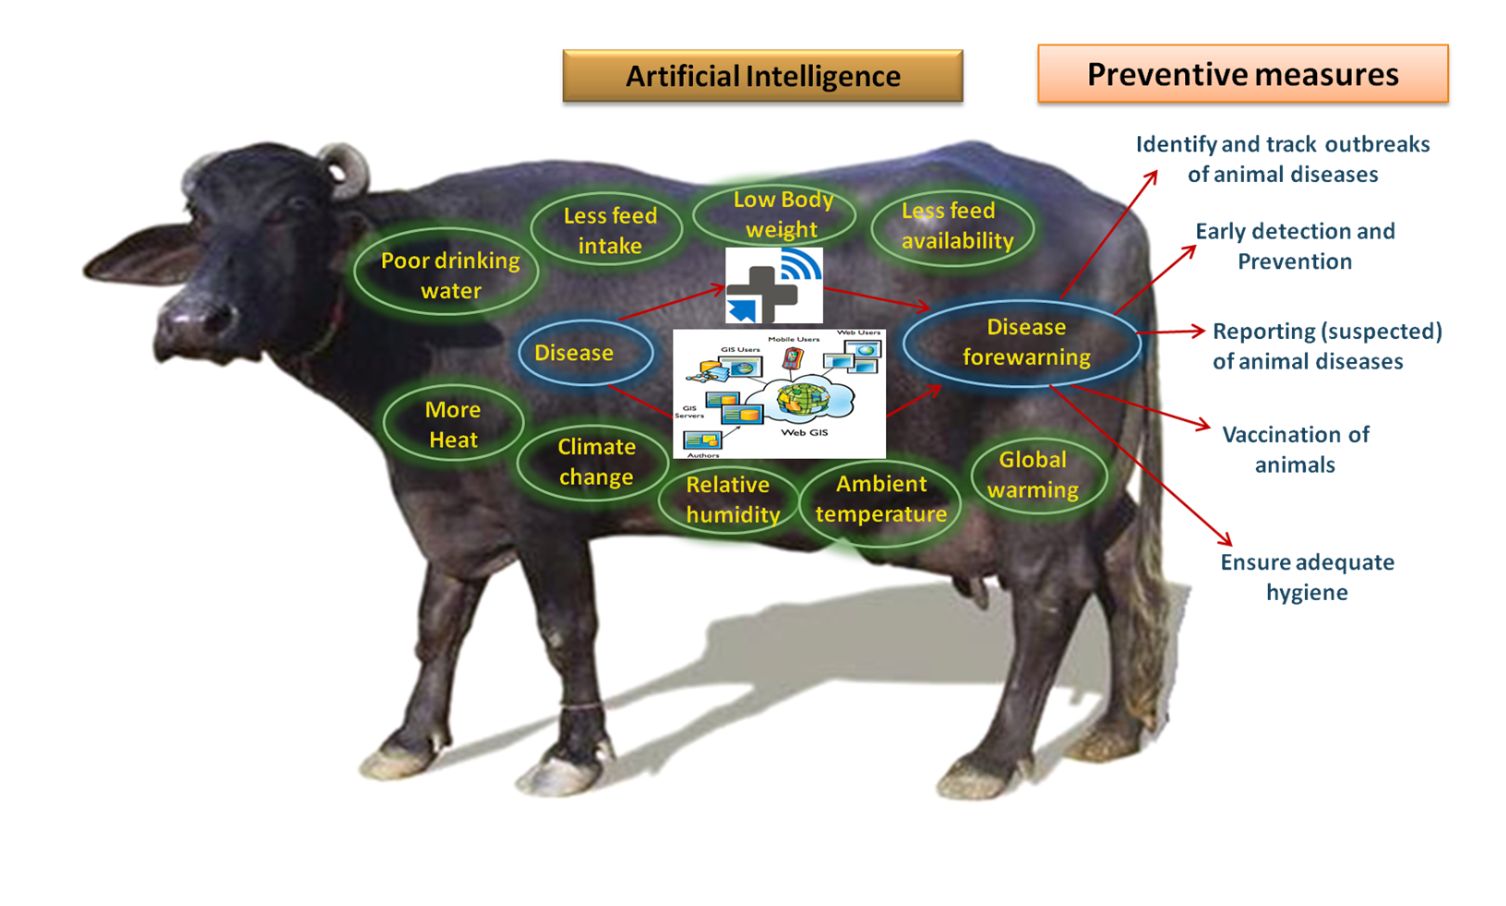 Artificial Intelligence
Preventive measures
Identify and track outbreaks
of animal diseases
Early detection and
Prevention
Reporting (suspected)
of animal diseases
Vaccination of
animals
Ensure adequate
hygiene
Poor drinking
water
Less feed
intake
Low Body
weight
Less feed
availability
Disease
Disease
forewarning
Web Users
Mobile Users
GIS Users
GIS
Servers
Web GIS
Authors
More
Heat
Climate
change
Relative
humidity
Ambient
temperature
Global
warming